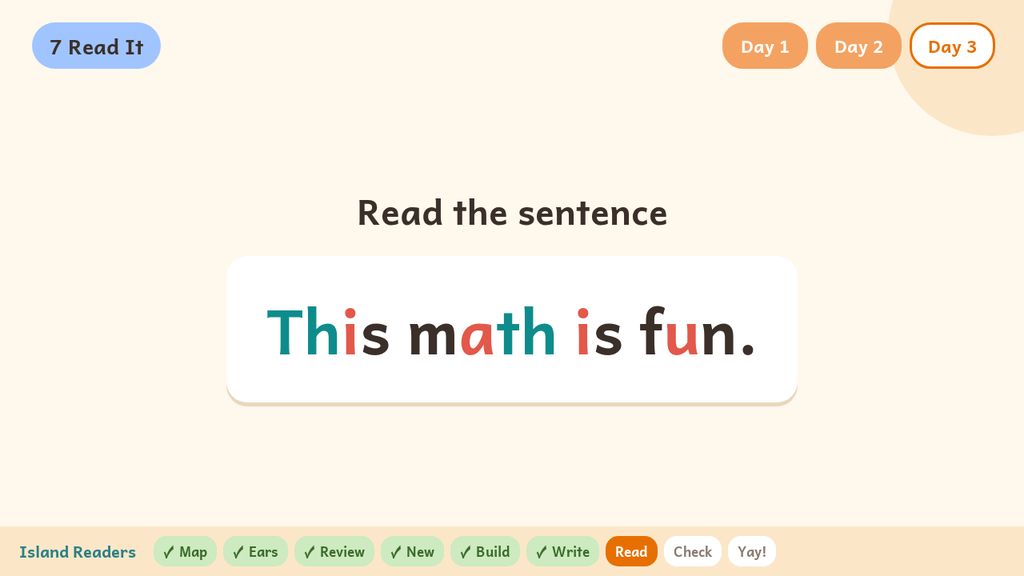 7 Read It
Day 1 Day 2 Day 3
Read the sentence
This math is fun.
Island Readers ✓ Map ✓ Ears ✓ Review ✓ New ✓ Build ✓ Write Read Check Yay!